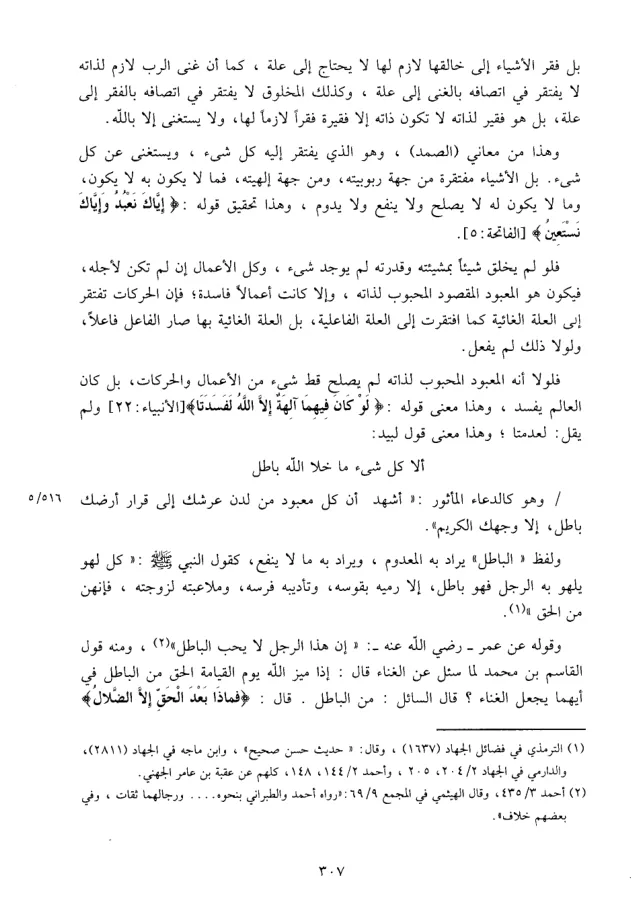 بل فقر الأشياء إلى خالقها لازم لها لا يحتاج إلى علة ، كما أن غنى الرب لازم لذاته
لا يفتقر في اتصافه بالغنى إلى علة ، وكذلك المخلوق لا يفتقر في اتصافه بالفقر إلى
علة، بل هو فقير لذاته لا تكون ذاته إلا فقيرة فقراً لازماً لها، ولا يستغنى إلا بالله.
وهذا من معاني (الصمد) ، وهو الذي يفتقر إليه كل شىء ، ويستغنى عن كل
شىء. بل الأشياء مفتقرة من جهة ربوبيته، ومن جهة إلهيته، فما لا يكون به لا يكون،
وما لا يكون له لا يصلح ولا ينفع ولا يدوم ، وهذا تحقيق قوله :﴿ إِيَّاكَ نَعْبُدُ وَإِيَّاكَ
نَسْتَعِينُ ﴾ [الفاتحة:٥].
فلو لم يخلق شيئاً بمشيئته وقدرته لم يوجد شىء ، وكل الأعمال إن لم تكن لأجله،
فيكون هو المعبود المقصود المحبوب لذاته ، وإلا كانت أعمالاً فاسدة؛ فإن الحركات تفتقر
إلى العلة الغائية كما افتقرت إلى العلة الفاعلية، بل العلة الغائية بها صار الفاعل فاعلاً،
ولولا ذلك لم يفعل.
فلولا أنه المعبود المحبوب لذاته لم يصلح قط شىء من الأعمال والحركات، بل كان
العالم يفسد ، وهذا معنى قوله :﴿ لَوْ كَانَ فِيهِمَا آلِهَةٌ إِلاَّ اللَّهُ لَفَسَدَتَا﴾[الأنبياء:٢٢] ولم
يقل: لعدمتا ؛ وهذا معنى قول لبيد:
ألا كل شىء ما خلا الله باطل
/ وهو كالدعاء المأثور :« أشهد أن كل معبود من لدن عرشك إلى قرار أرضك ٥/٥١٦
باطل، إلا وجهك الكريم».
ولفظ « الباطل» يراد به المعدوم ، ويراد به ما لا ينفع، كقول النبي ﷺ :« كل لهو
يلهو به الرجل فهو باطل، إلا رميه بقوسه، وتأديبه فرسه، وملاعبته لزوجته ، فإنهن
من الحق »(١).
وقوله عن عمر ـ رضي الله عنه ـ: « إن هذا الرجل لا يحب الباطل»(٢) ، ومنه قول
القاسم بن محمد لما سئل عن الغناء قال : إذا ميز الله يوم القيامة الحق من الباطل في
أيهما يجعل الغناء ؟ قال السائل : من الباطل . قال : ﴿فَمَاذَا بَعْدَ الْحَقِّ إِلاَّ الضَّلالُ﴾
(١) الترمذي في فضائل الجهاد (١٦٣٧) ، وقال: « حديث حسن صحيح» ، وابن ماجه في الجهاد (٢٨١١)،
والدارمي في الجهاد ٢/ ٢٠٤، ٢٠٥ ، وأحمد ٢/ ١٤٤، ١٤٨، كلهم عن عقبة بن عامر الجهني.
(٢) أحمد ٣/ ٤٣٥، وقال الهيثمي في المجمع ٩/ ٦٩:«رواه أحمد والطبراني بنحوه.... ورجالهما ثقات ، وفي
بعضهم خلاف».
٣٠٧